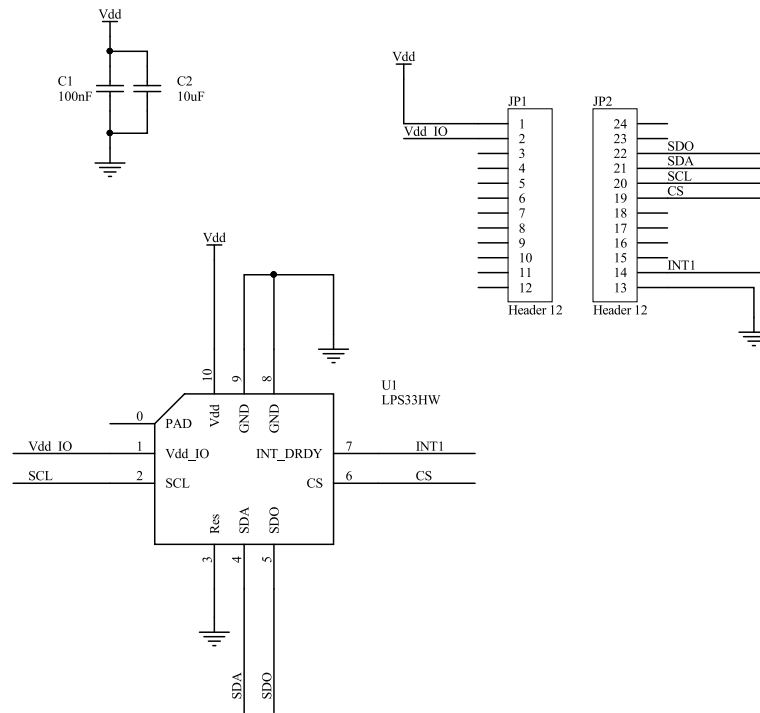 Vdd
C1
100nF
C2
10uF
Vdd
Vdd_IO
JP1
1
2
3
4
5
6
7
8
9
10
11
12
Header 12
JP2
24
23
22
21
20
19
18
17
16
15
14
13
Header 12
SDO
SDA
SCL
CS
INT1
Vdd
U1
LPS33HW
10
9
8
Vdd
GND
GND
0
PAD
Vdd_IO
1
Vdd_IO
INT_DRDY
7
INT1
SCL
2
SCL
CS
6
CS
Res
SDA
SDO
3
4
5
SDA
SDO